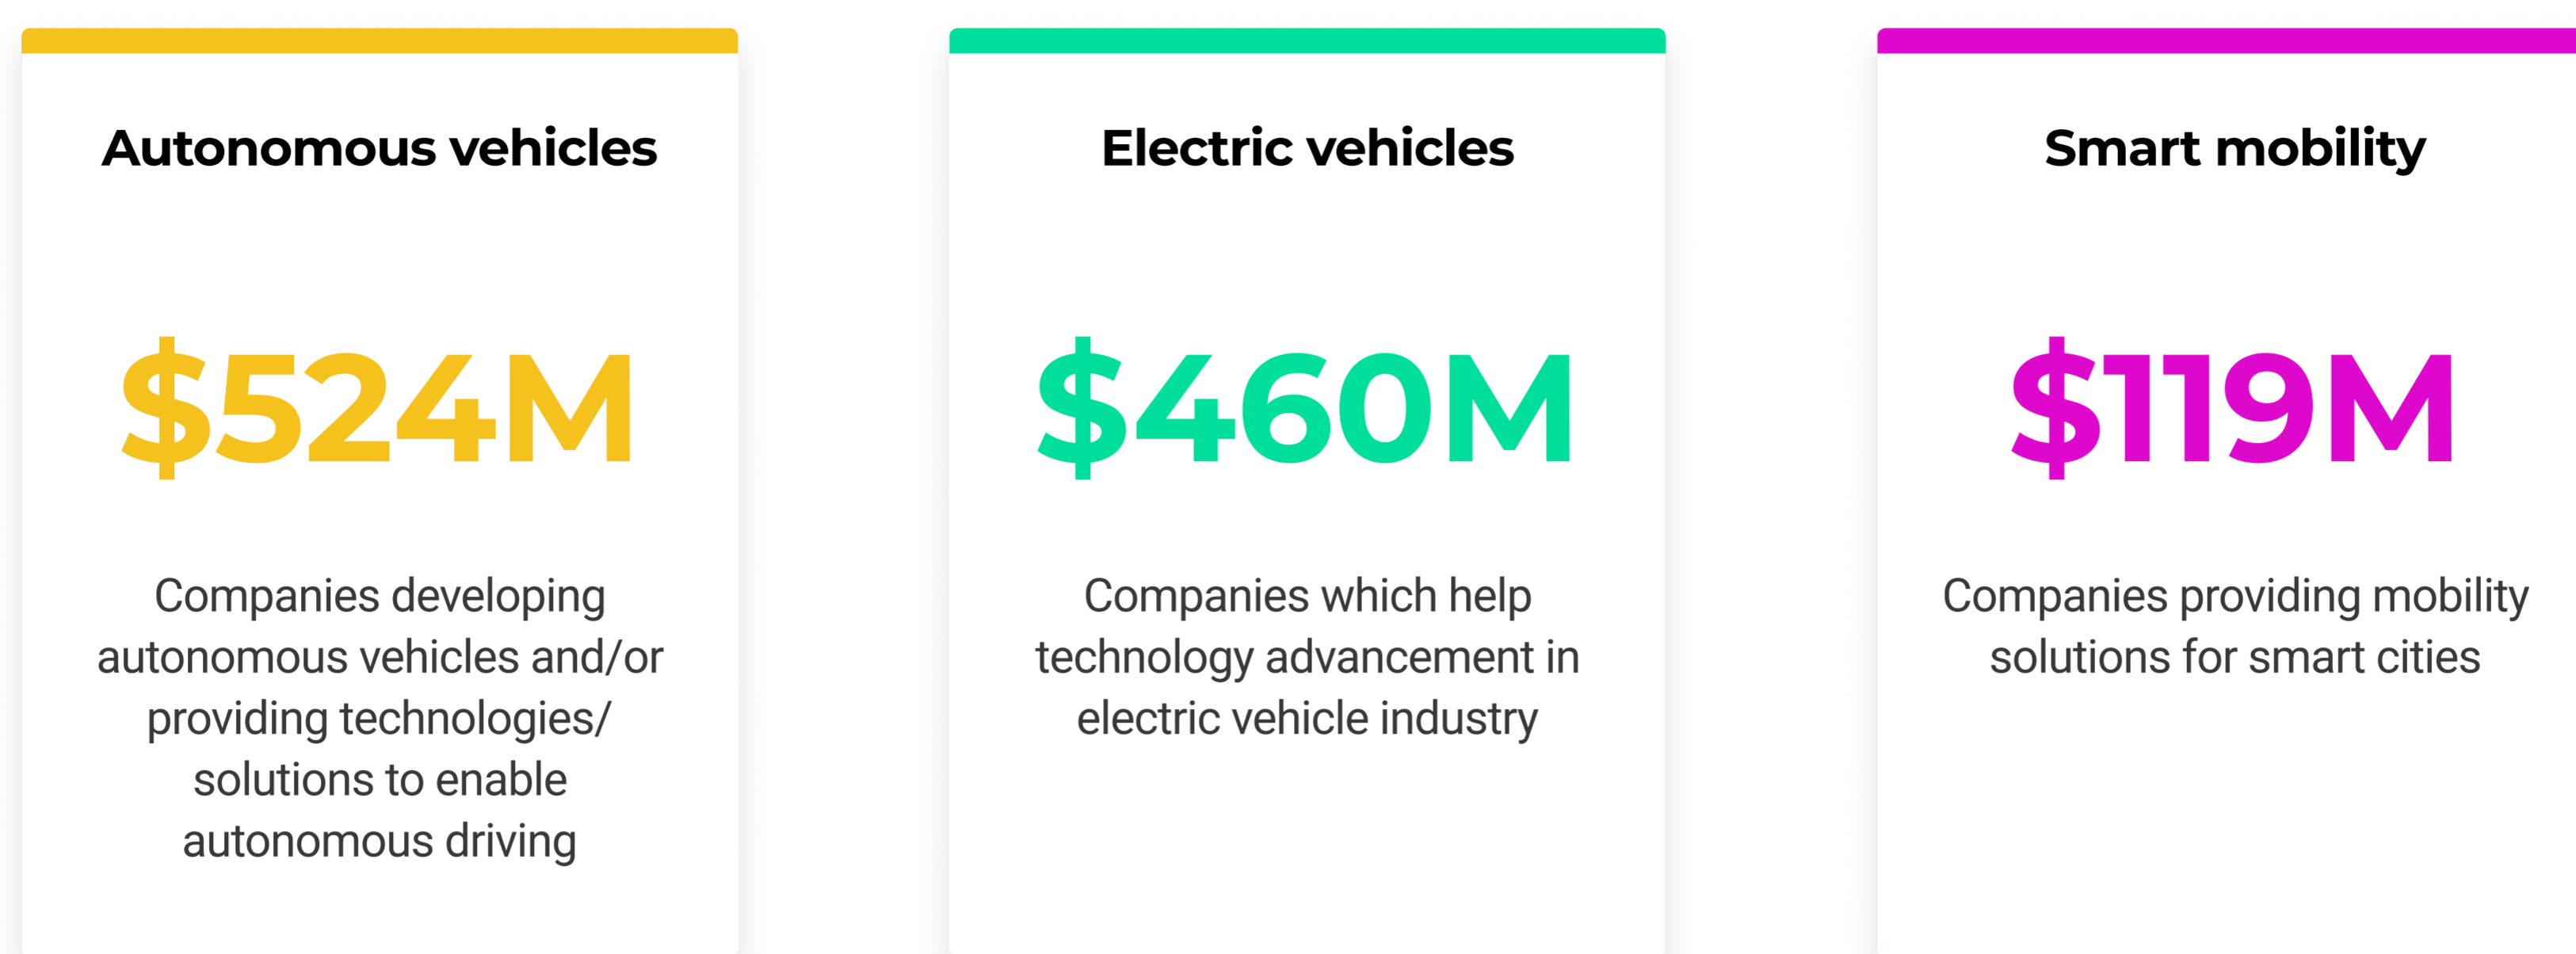 Autonomous vehicles
$524M
Companies developing
autonomous vehicles and/or
providing technologies/
solutions to enable
autonomous driving
Electric vehicles
$460M
Companies which help
technology advancement in
electric vehicle industry
Smart mobility
$119M
Companies providing mobility
solutions for smart cities